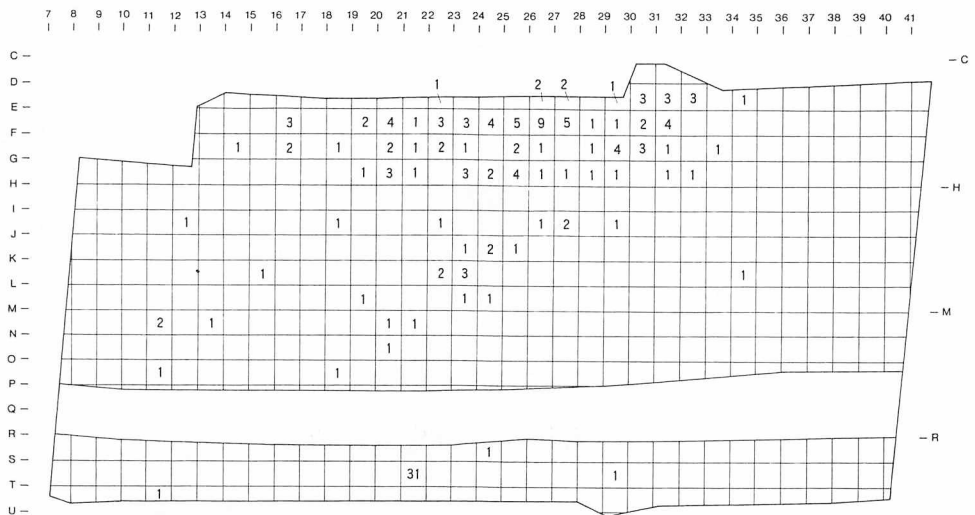 7 8 9 10 11 12 13 14 15 16 17 18 19 20 21 22 23 24 25 26 27 28 29 30 31 32 33 34 35 36 37 38 39 40 41
C — — C
D — 1 2 2 1
E — 3 3 3 1
F — 3 2 4 1 3 3 4 5 9 5 1 1 2 4
G — 1 2 1 2 1 2 1 2 1 1 4 3 1 1
H — 1 3 1 3 2 4 1 1 1 1 1 1 — H
I —
J — 1 1 1 1 2 1
K — 1 2 1
L — 1 2 3 1
M — 1 1 1 — M
N — 2 1 1 1
O — 1
P — 1 1
Q —
R — — R
S — 1
T — 31 1
U — 1